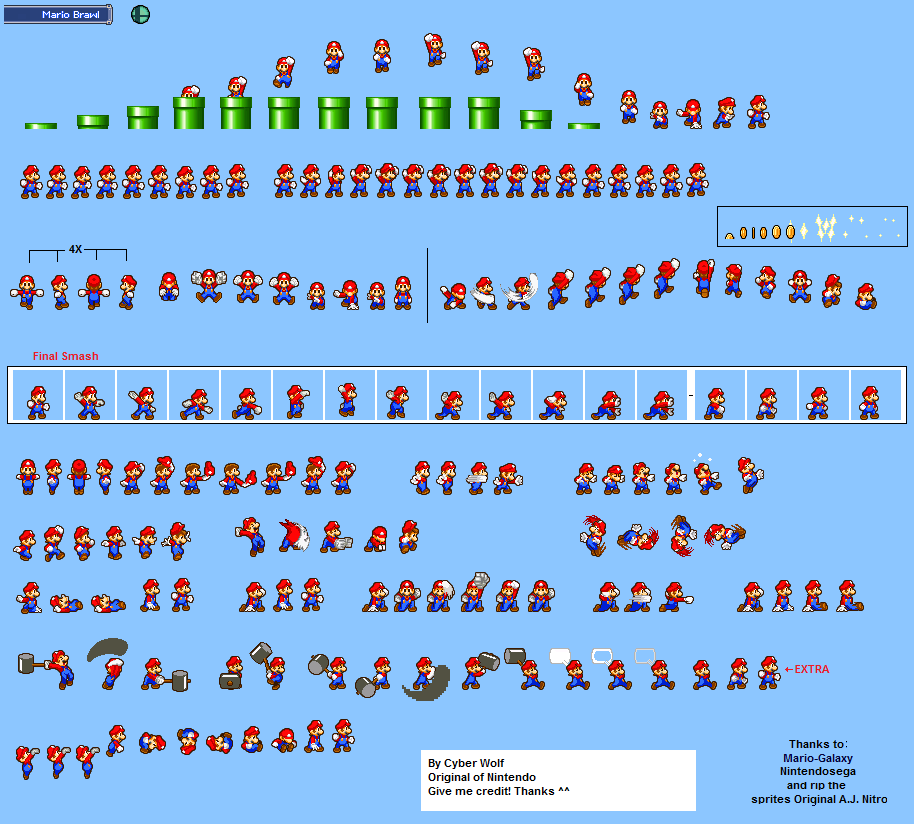 Mario Brawl
4X
Final Smash
-
←EXTRA
By Cyber Wolf
Original of Nintendo
Give me credit! Thanks ^^
Thanks to:
Mario-Galaxy
Nintendosega
and rip the
sprites Original A.J. Nitro